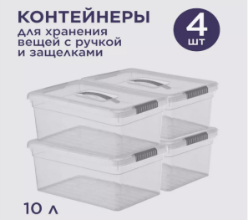 КОНТЕЙНЕРЫ
для хранения
вещей с ручкой
и защелками
4
шт
10 л